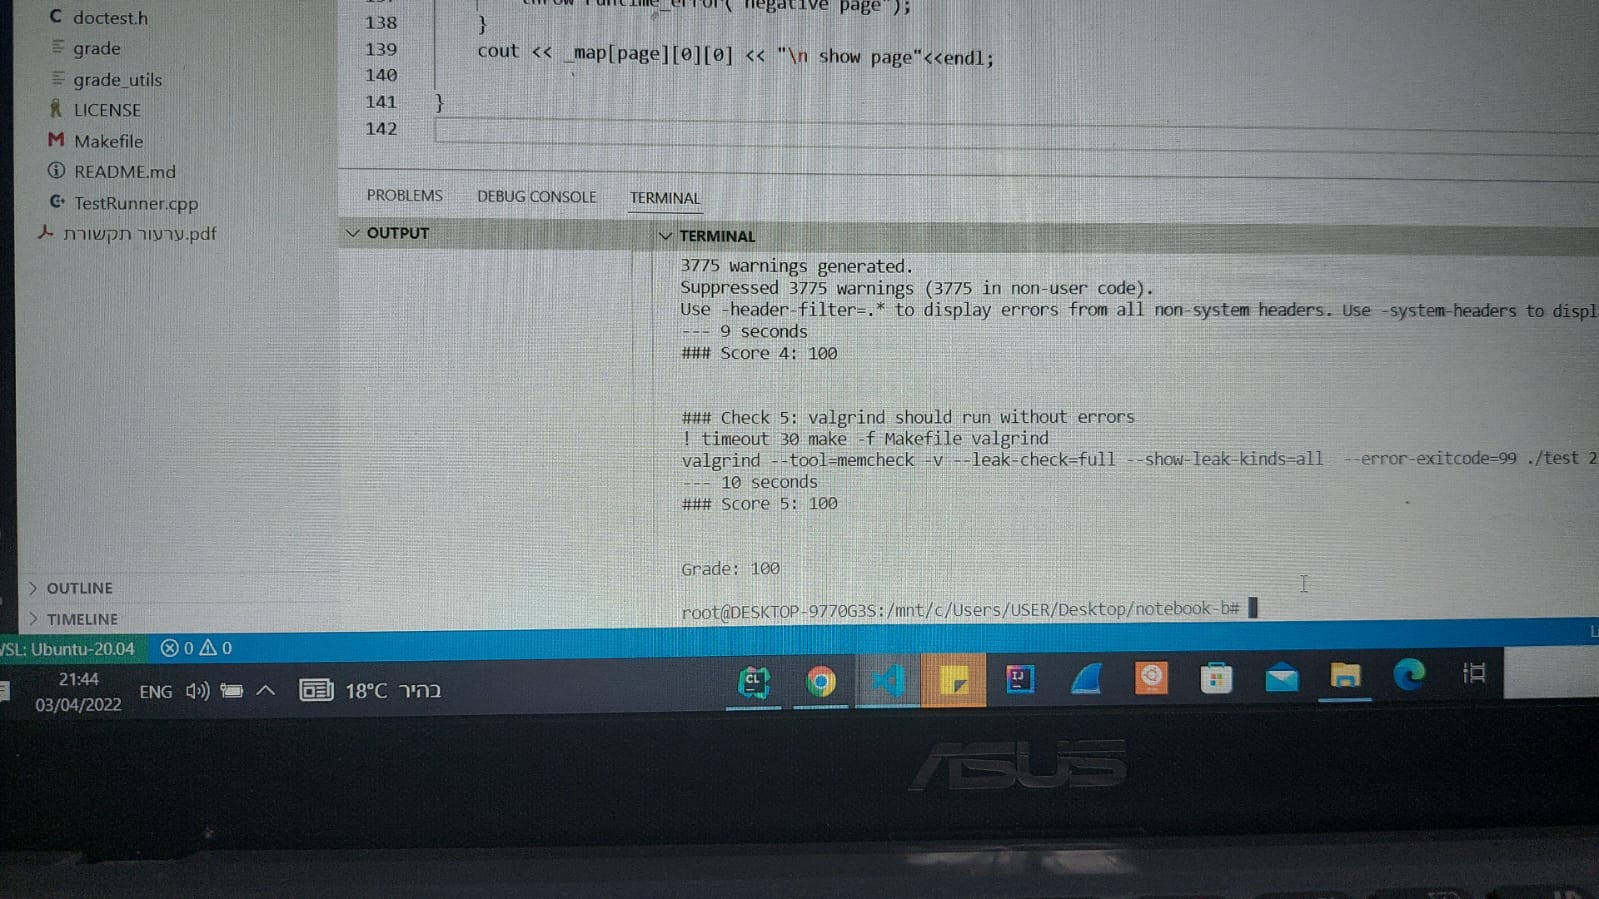 doctest.h
grade
grade_utils
LICENSE
Makefile
README.md
TestRunner.cpp
ערעור תקשורת.pdf
OUTLINE
TIMELINE
138 }
139 cout << _map[page][0][0] << "\n show page"<<endl;
140
141 }
142
PROBLEMS DEBUG CONSOLE TERMINAL
OUTPUT
TERMINAL
3775 warnings generated.
Suppressed 3775 warnings (3775 in non-user code).
Use -header-filter=.* to display errors from all non-system headers. Use -system-headers to displ
--- 9 seconds
### Score 4: 100
### Check 5: valgrind should run without errors
! timeout 30 make -f Makefile valgrind
valgrind --tool=memcheck -v --leak-check=full --show-leak-kinds=all --error-exitcode=99 ./test 2
--- 10 seconds
### Score 5: 100
Grade: 100
root@DESKTOP-9770G3S:/mnt/c/Users/USER/Desktop/notebook-b#
WSL: Ubuntu-20.04 0 0
21:44
03/04/2022
ENG
18°C בהיר
CL
IJ
ASUS